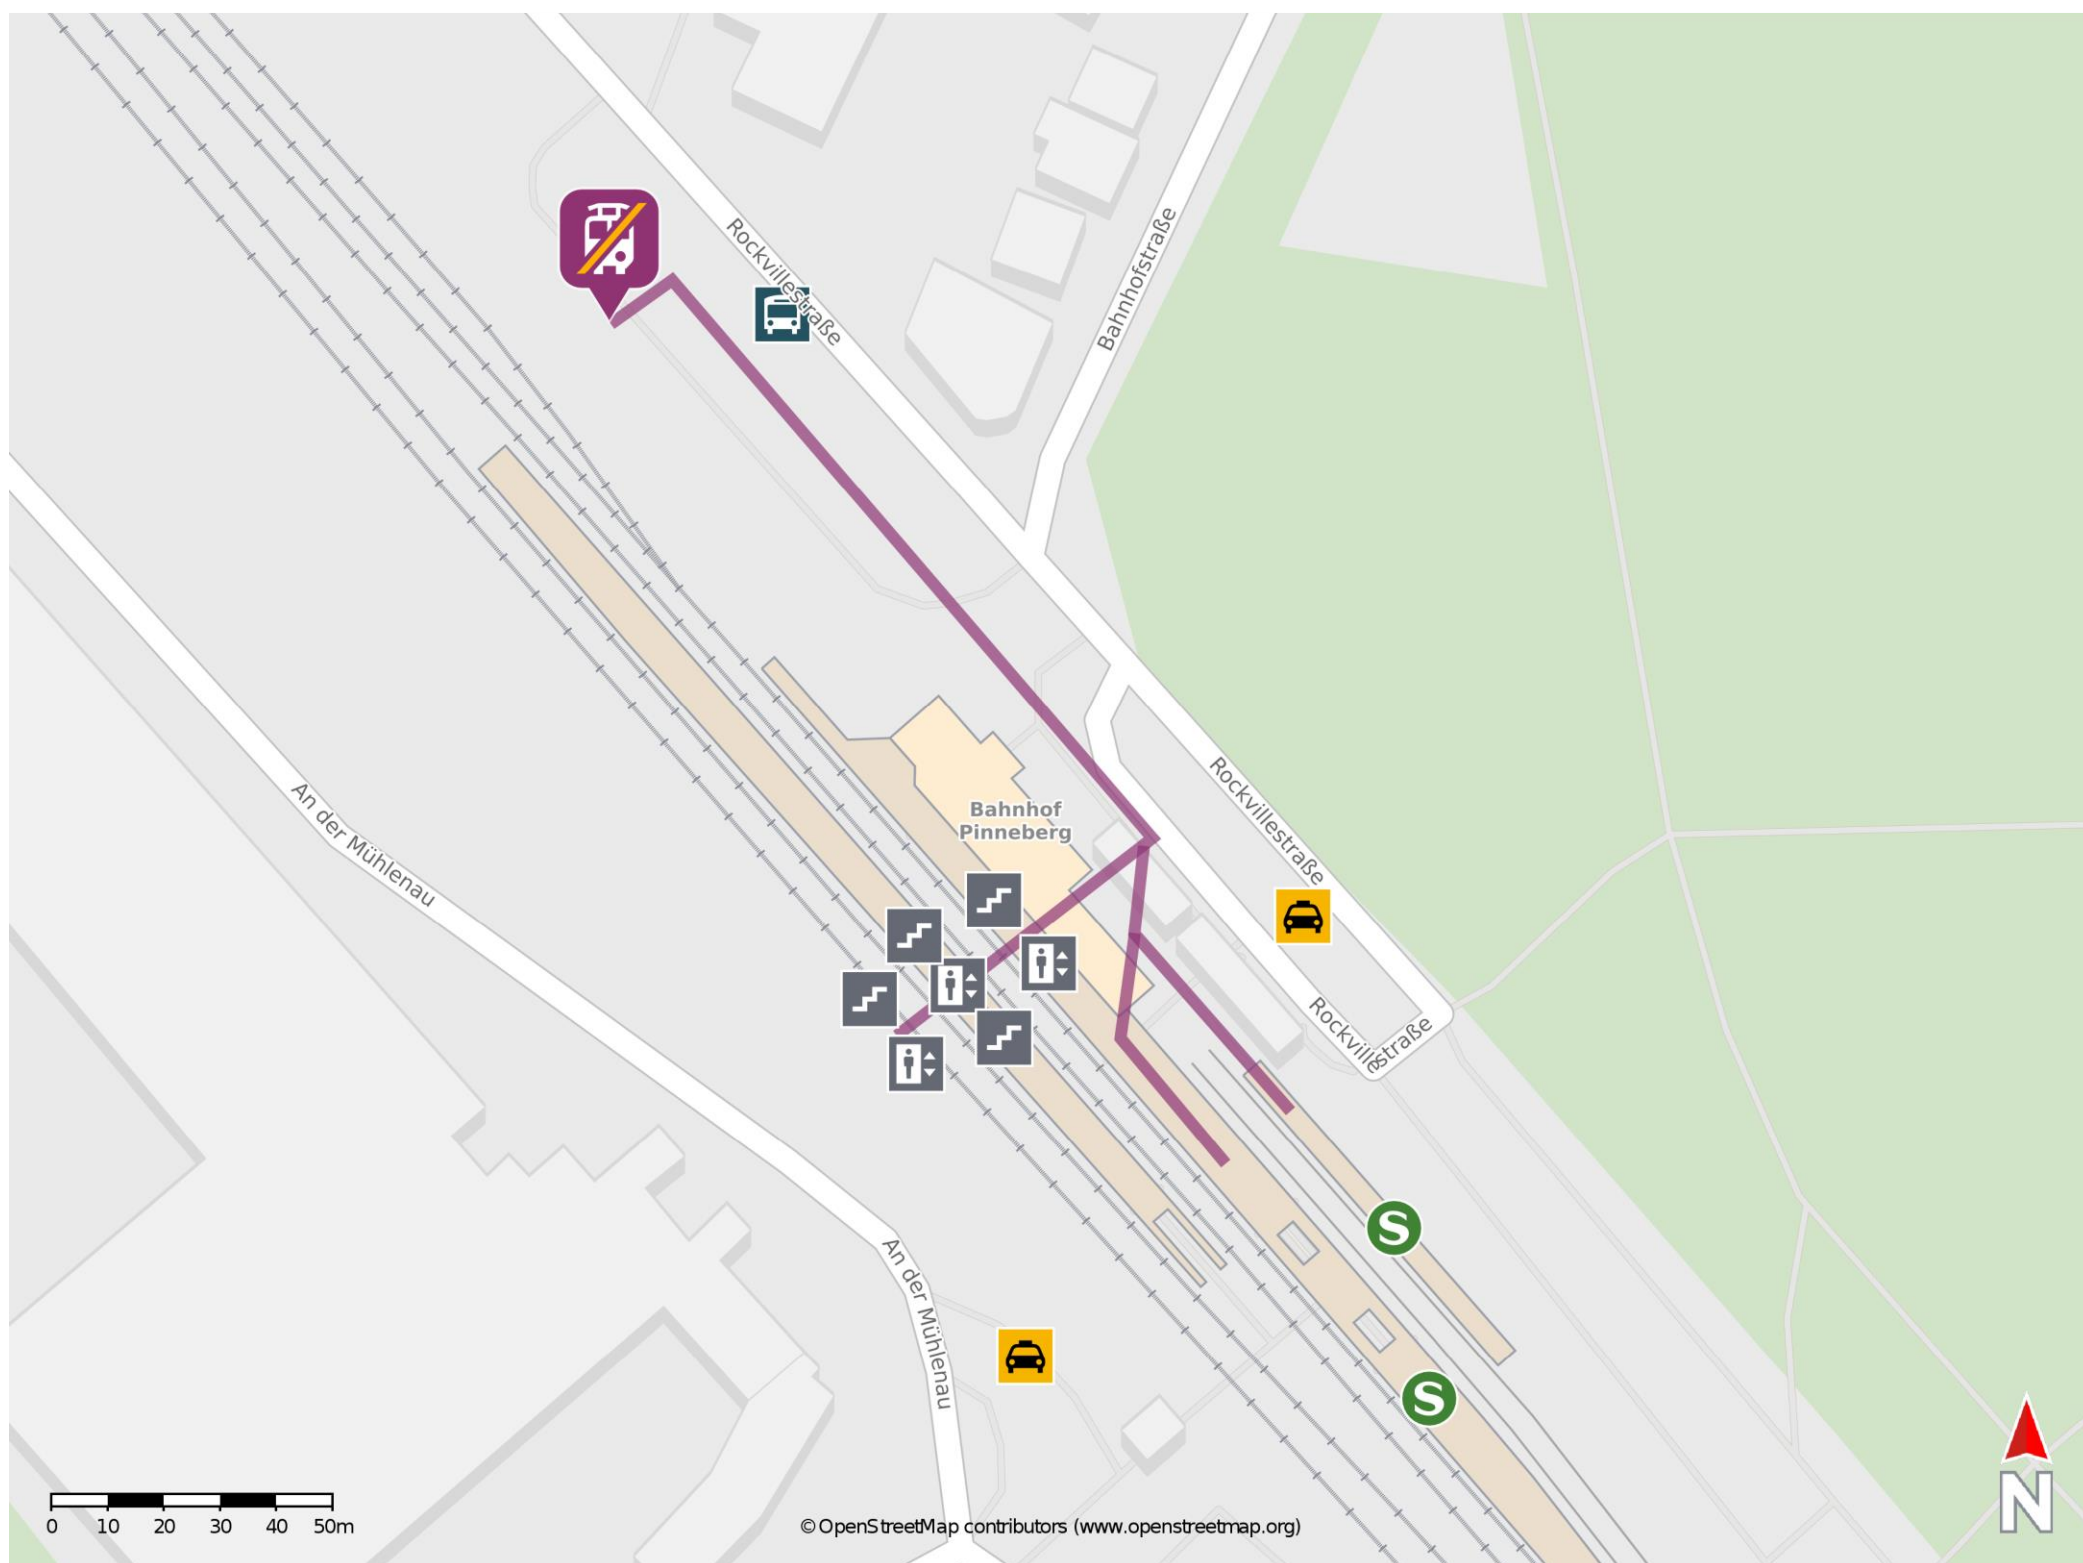 Rockvillestraße
Bahnhofstraße
Rockvillestraße
An der Mühlenau
Bahnhof
Pinneberg
Rockvillestraße
An der Mühlenau
S
S
0 10 20 30 40 50m
© OpenStreetMap contributors (www.openstreetmap.org)
N